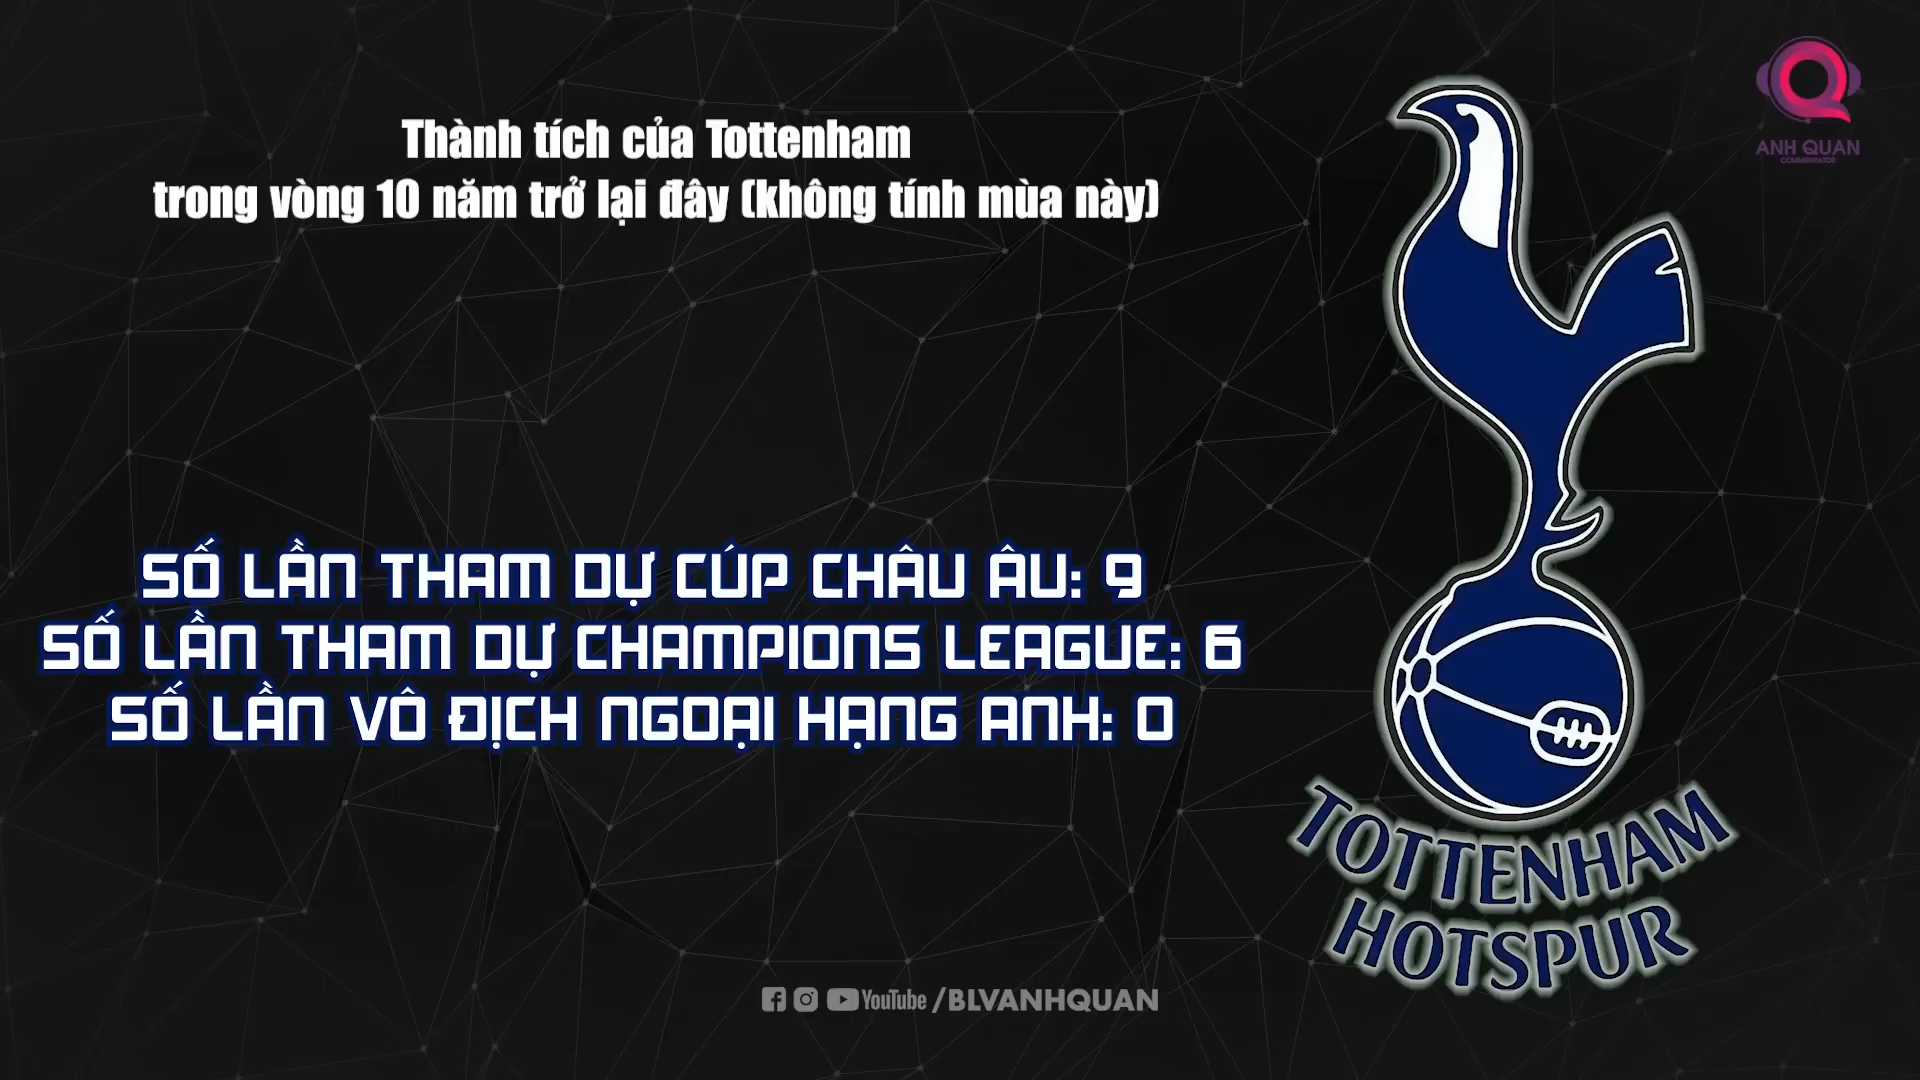 Thành tích của Tottenham
trong vòng 10 năm trở lại đây (không tính mùa này)
ANH QUAN
COMMENTATOR
SỐ LẦN THAM DỰ CÚP CHÂU ÂU: 9
SỐ LẦN THAM DỰ CHAMPIONS LEAGUE: 6
SỐ LẦN VÔ ĐỊCH NGOẠI HẠNG ANH: 0
TOTTENHAM
HOTSPUR
YouTube /BLVANHQUAN